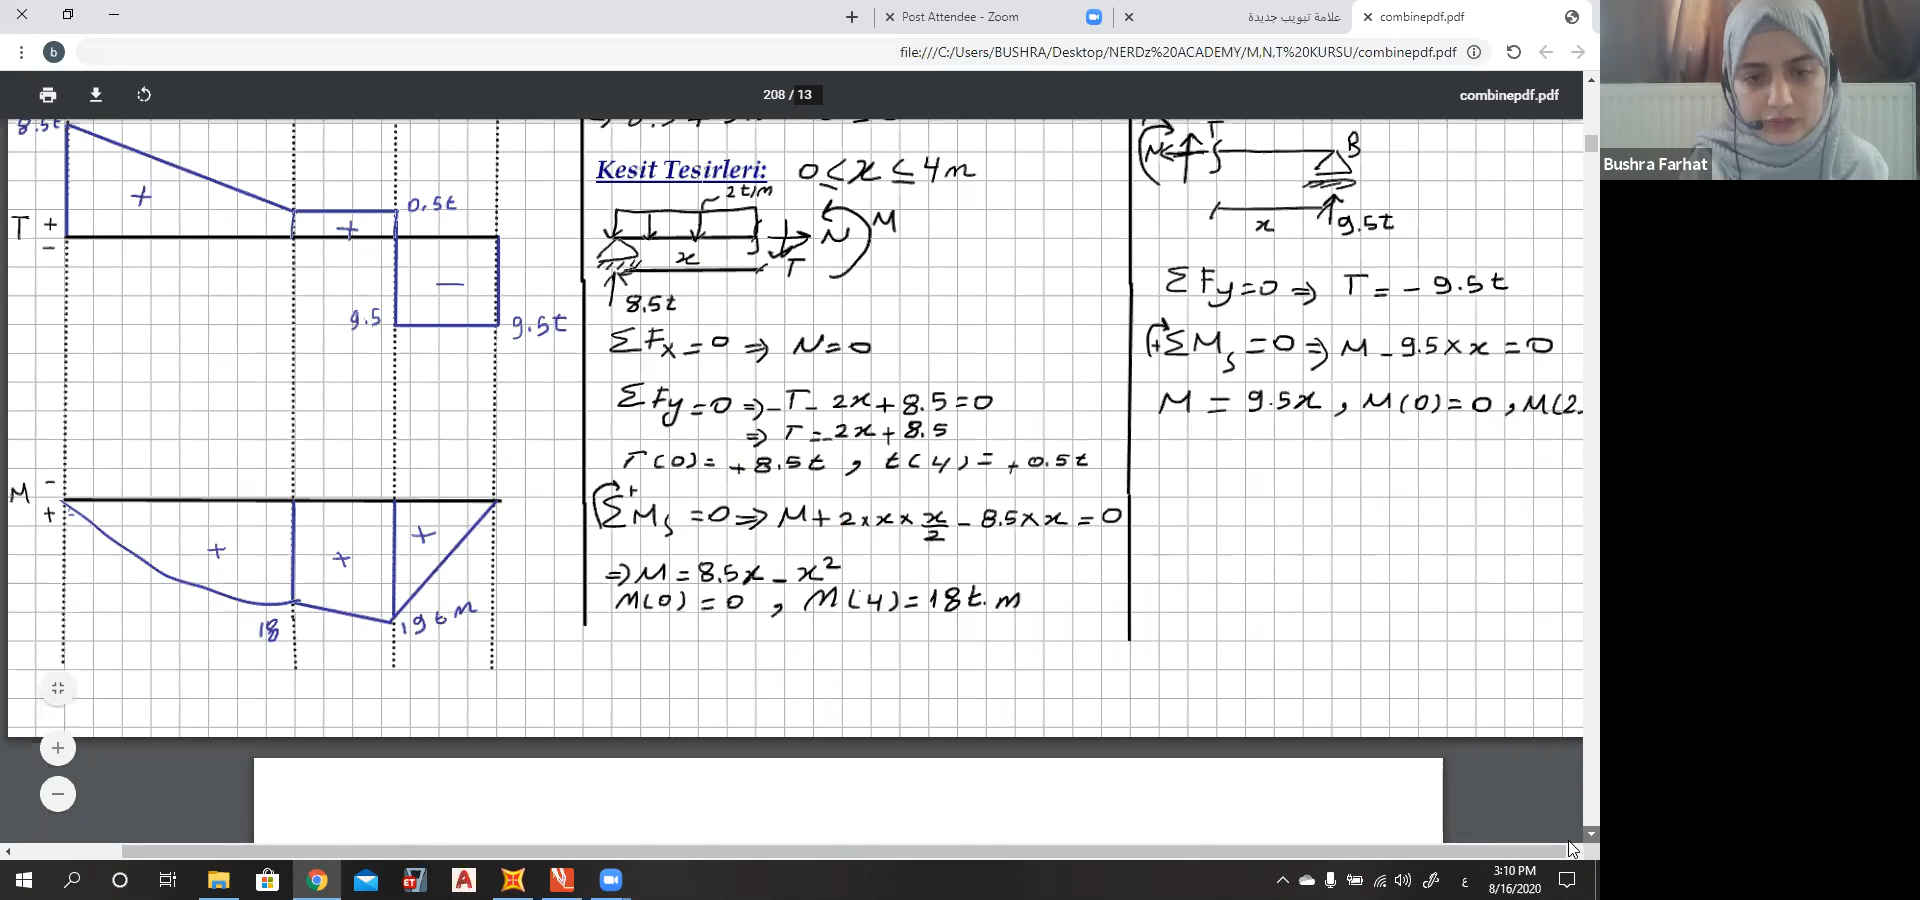 Post Attendee - Zoom
علامة تبويب جديدة
combinepdf.pdf
b
file:///C:/Users/BUSHRA/Desktop/NERDz%20ACADEMY/M,N,T%20KURSU/combinepdf.pdf
208 / 13
combinepdf.pdf
Bushra Farhat
8.5t
+
0.5t
+
T + -
−
9.5
9.5t
M - +
+
+
+
18
19 t m
Kesit Tesirleri: 0 ≤ x ≤ 4m
2 t/m
M
N
x
T
8.5t
ΣFx = 0 ⇒ N = 0
ΣFy = 0 ⇒ -T - 2x + 8.5 = 0
⇒ T = -2x + 8.5
T(0) = +8.5t , t(4) = +0.5t
+ ΣMs = 0 ⇒ M + 2 × x × x/2 - 8.5 × x = 0
⇒ M = 8.5x - x²
M(0) = 0 , M(4) = 18 t.m
T
N
B
x
9.5t
ΣFy = 0 ⇒ T = - 9.5t
+ ΣMs = 0 ⇒ M - 9.5 × x = 0
M = 9.5x , M(0) = 0 , M(2.
ET
ع
3:10 PM
8/16/2020